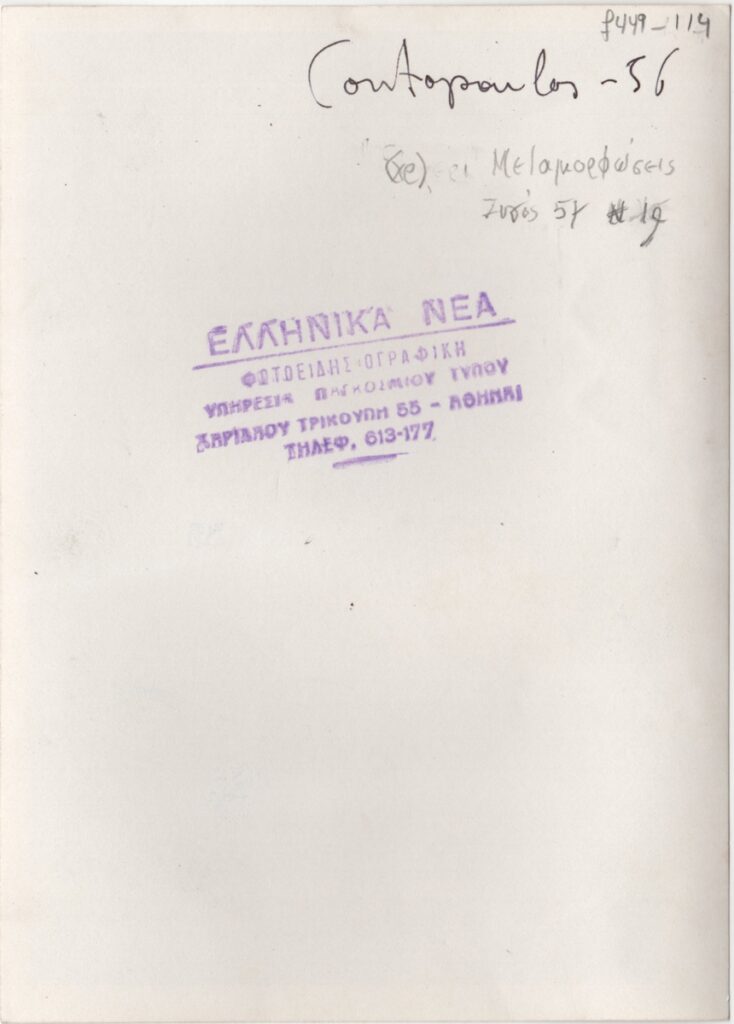 f449-114
Contopoulos - 56
Μεταμορφώσεις
Ζυγός 57 19
ΕΛΛΗΝΙΚΑ ΝΕΑ
ΦΩΤΟΕΙΔΗΣΕΟΓΡΑΦΙΚΗ
ΥΠΗΡΕΣΙΑ ΠΑΓΚΟΣΜΙΟΥ ΤΥΠΟΥ
ΧΑΡΙΛΑΟΥ ΤΡΙΚΟΥΠΗ 55 - ΑΘΗΝΑΙ
ΤΗΛΕΦ. 613-177